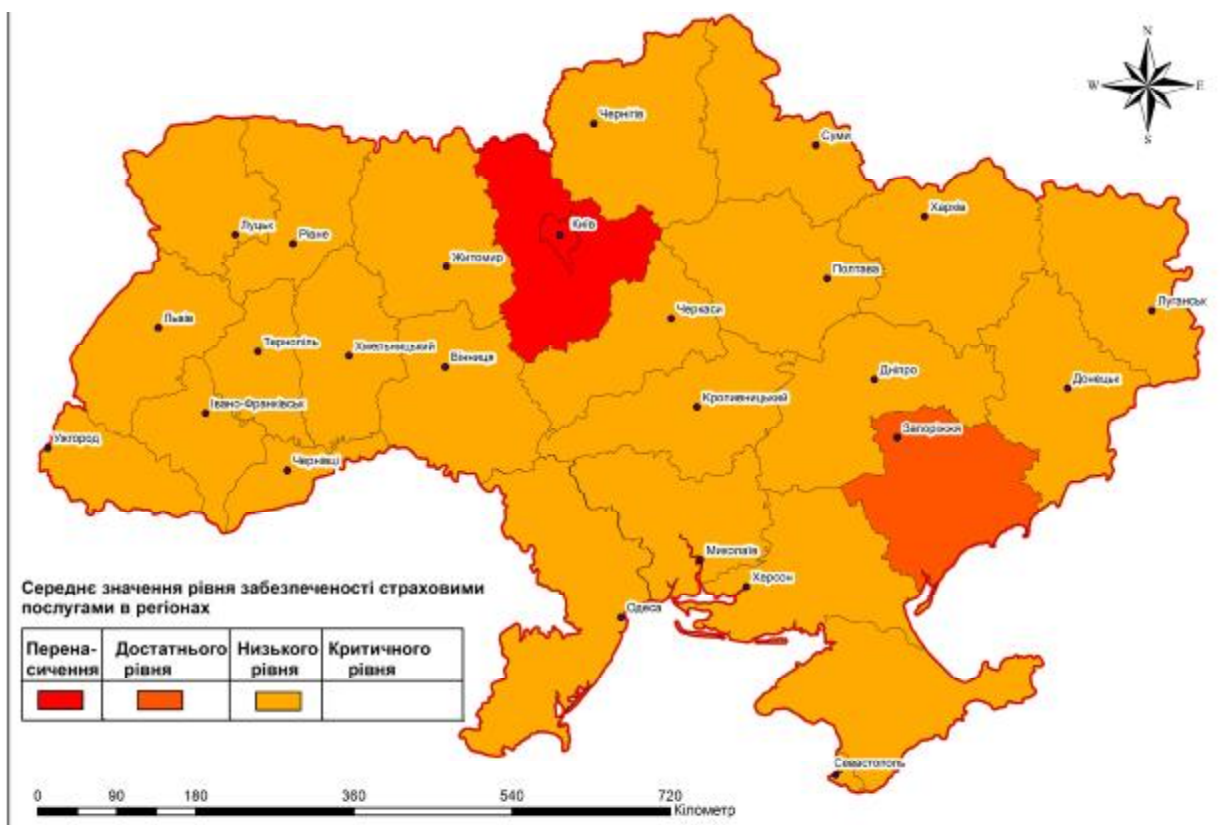 N
W E
S
Чернігів
Суми
Харків
Луцьк
Рівне
Київ
Житомир
Полтава
Луганськ
Черкаси
Львів
Тернопіль
Хмельницький
Вінниця
Дніпро
Донецьк
Кропивницький
Івано-Франківськ
Запоріжжя
Ужгород
Чернівці
Миколаїв
Херсон
Одеса
Севастополь
Середнє значення рівня забезпеченості страховими
послугами в регіонах
Перена- Достатнього Низького Критичного
сичення рівня рівня рівня
0 90 180 360 540 720
Кілометр